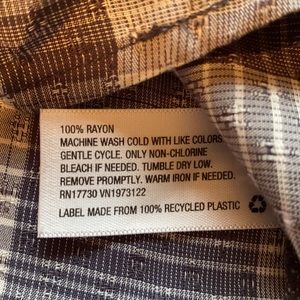 100% RAYON
MACHINE WASH COLD WITH LIKE COLORS.
GENTLE CYCLE. ONLY NON-CHLORINE
BLEACH IF NEEDED. TUMBLE DRY LOW.
REMOVE PROMPTLY. WARM IRON IF NEEDED.
RN17730 VN1973122
LABEL MADE FROM 100% RECYCLED PLASTIC